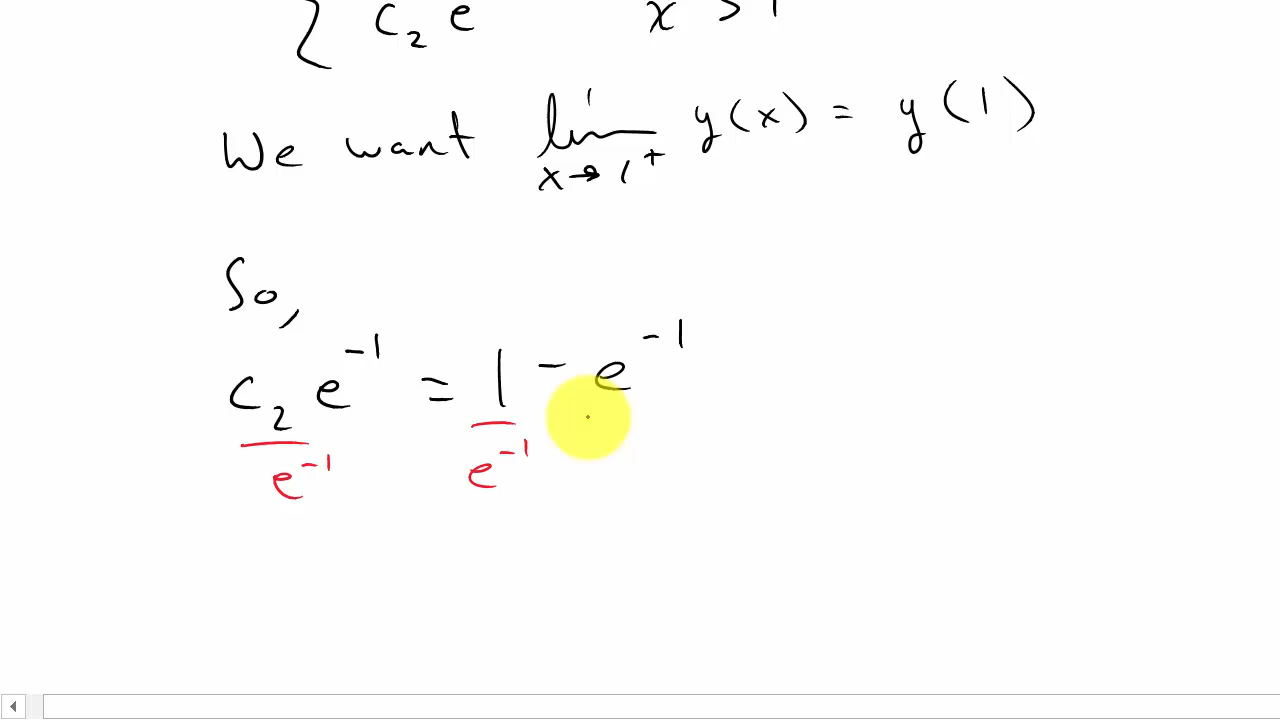 { c₂ e x > 1
We want lim x→1⁺ y(x) = y(1)
So,
c₂ e⁻¹ = 1 - e⁻¹
e⁻¹ e⁻¹